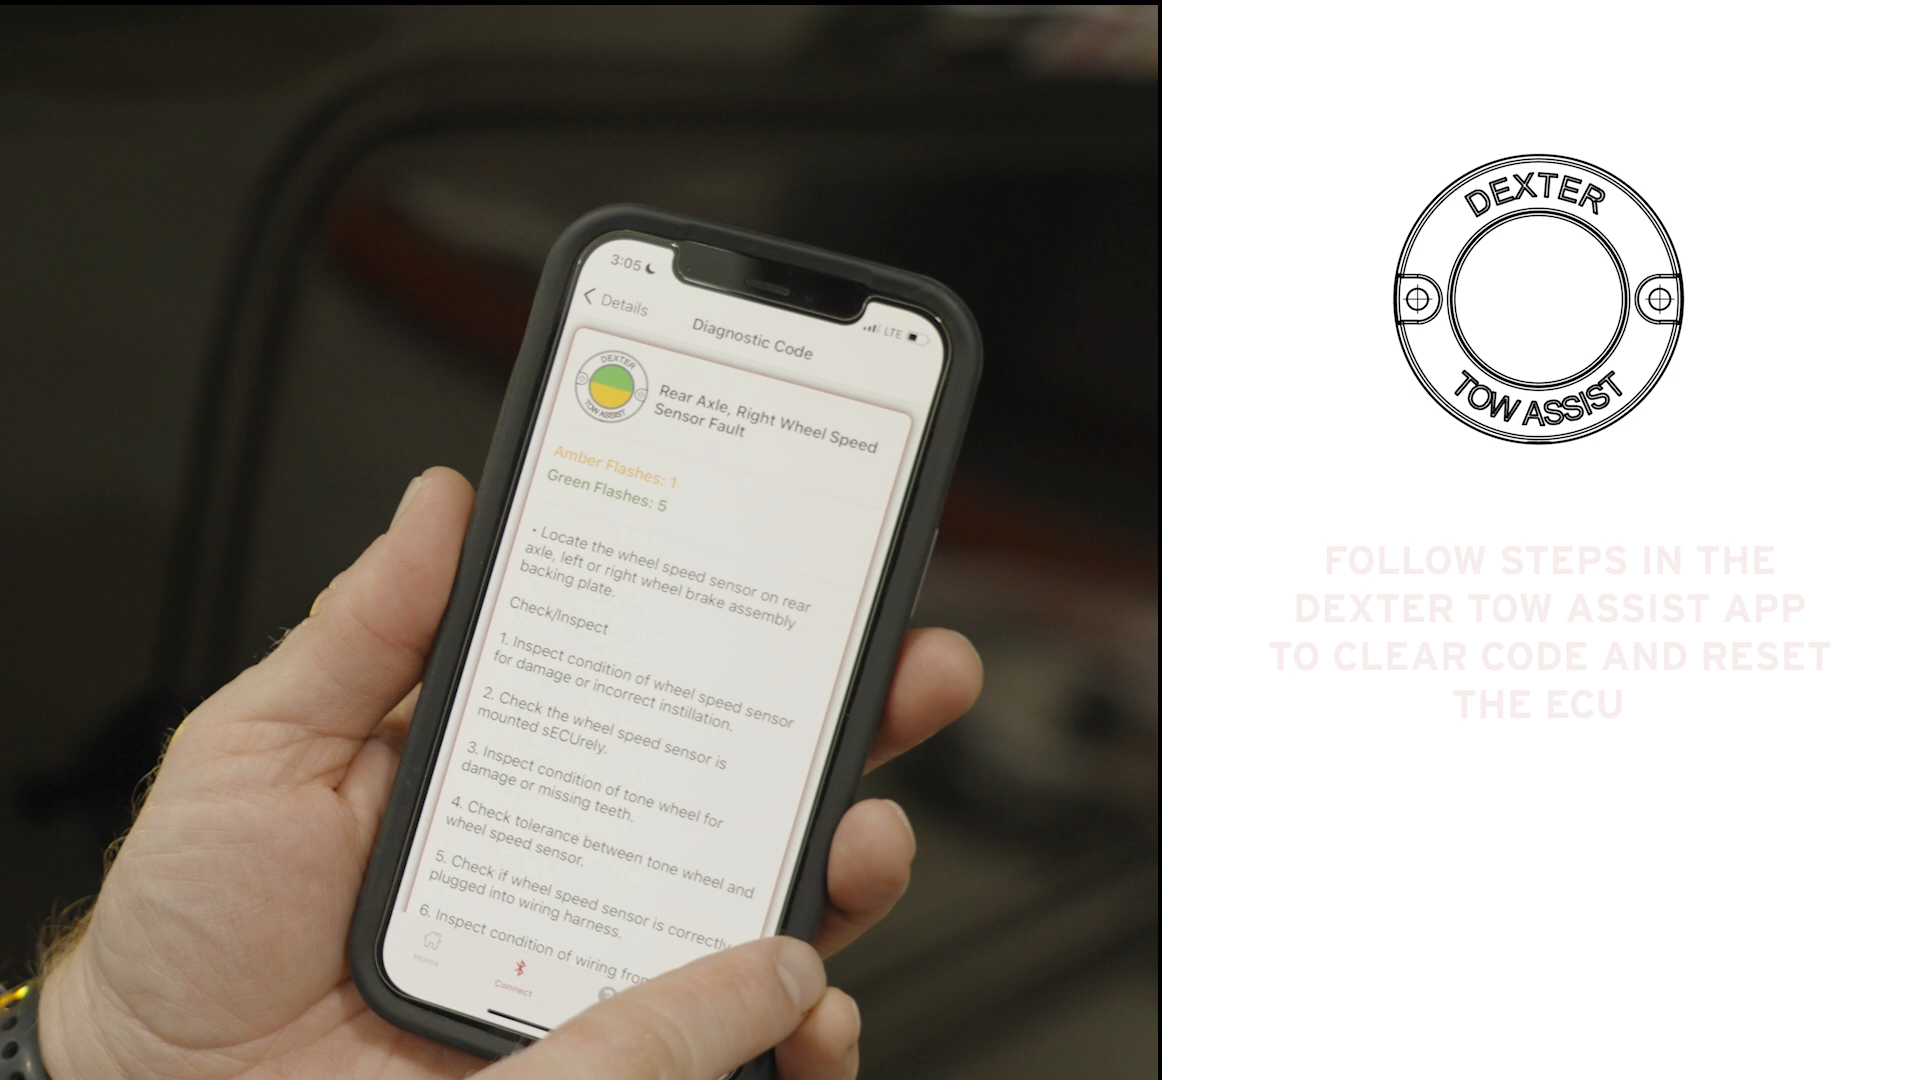 3:05
LTE
Details
Diagnostic Code
DEXTER
TOW ASSIST
Rear Axle, Right Wheel Speed
Sensor Fault
Amber Flashes: 1
Green Flashes: 5
• Locate the wheel speed sensor on rear
axle, left or right wheel brake assembly
backing plate.
Check/Inspect
1. Inspect condition of wheel speed sensor
for damage or incorrect instillation.
2. Check the wheel speed sensor is
mounted sECUrely.
3. Inspect condition of tone wheel for
damage or missing teeth.
4. Check tolerance between tone wheel and
wheel speed sensor.
5. Check if wheel speed sensor is correctly
plugged into wiring harness.
6. Inspect condition of wiring from
Home
Connect
DEXTER
TOW ASSIST
FOLLOW STEPS IN THE
DEXTER TOW ASSIST APP
TO CLEAR CODE AND RESET
THE ECU